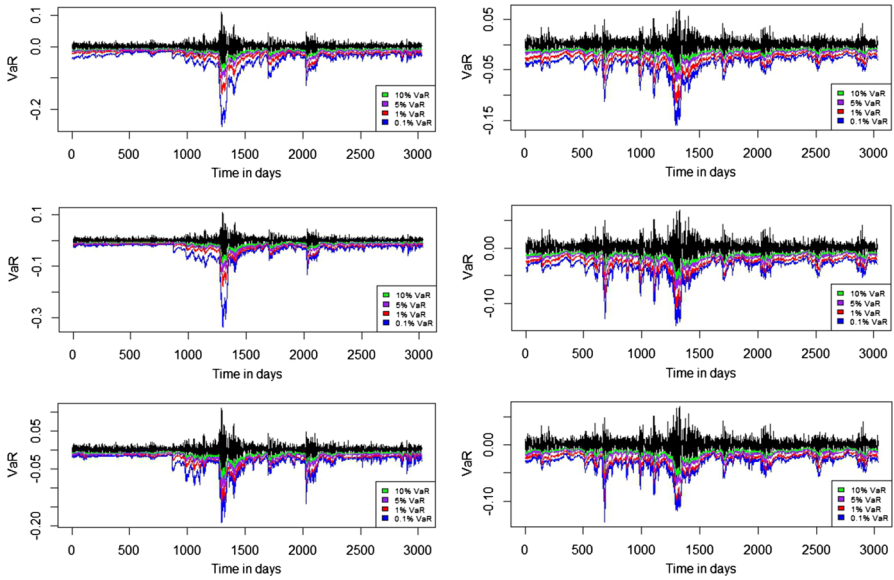 0.1
0.0
-0.2
VaR
10% VaR
5% VaR
1% VaR
0.1% VaR
0 500 1000 1500 2000 2500 3000
Time in days
0.05
-0.05
-0.15
VaR
10% VaR
5% VaR
1% VaR
0.1% VaR
0 500 1000 1500 2000 2500 3000
Time in days
0.1
-0.1
-0.3
VaR
10% VaR
5% VaR
1% VaR
0.1% VaR
0 500 1000 1500 2000 2500 3000
Time in days
0.00
-0.10
VaR
10% VaR
5% VaR
1% VaR
0.1% VaR
0 500 1000 1500 2000 2500 3000
Time in days
0.05
-0.05
-0.20
VaR
10% VaR
5% VaR
1% VaR
0.1% VaR
0 500 1000 1500 2000 2500 3000
Time in days
0.00
-0.10
VaR
10% VaR
5% VaR
1% VaR
0.1% VaR
0 500 1000 1500 2000 2500 3000
Time in days